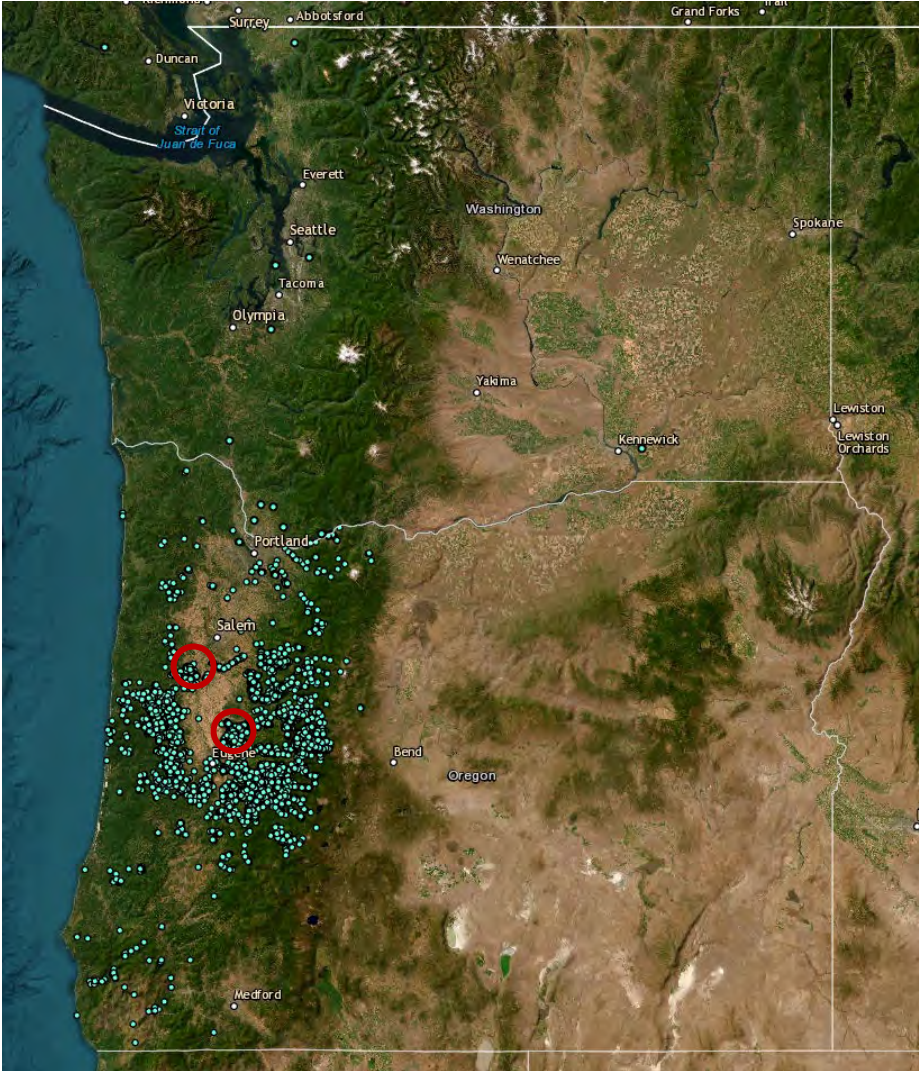 Surrey
Abbotsford
Grand Forks
Duncan
Victoria
Strait of
Juan de Fuca
Everett
Washington
Seattle
Spokane
Wenatchee
Tacoma
Olympia
Yakima
Lewiston
Kennewick
Lewiston
Orchards
Portland
Salem
Eugene
Bend
Oregon
Medford